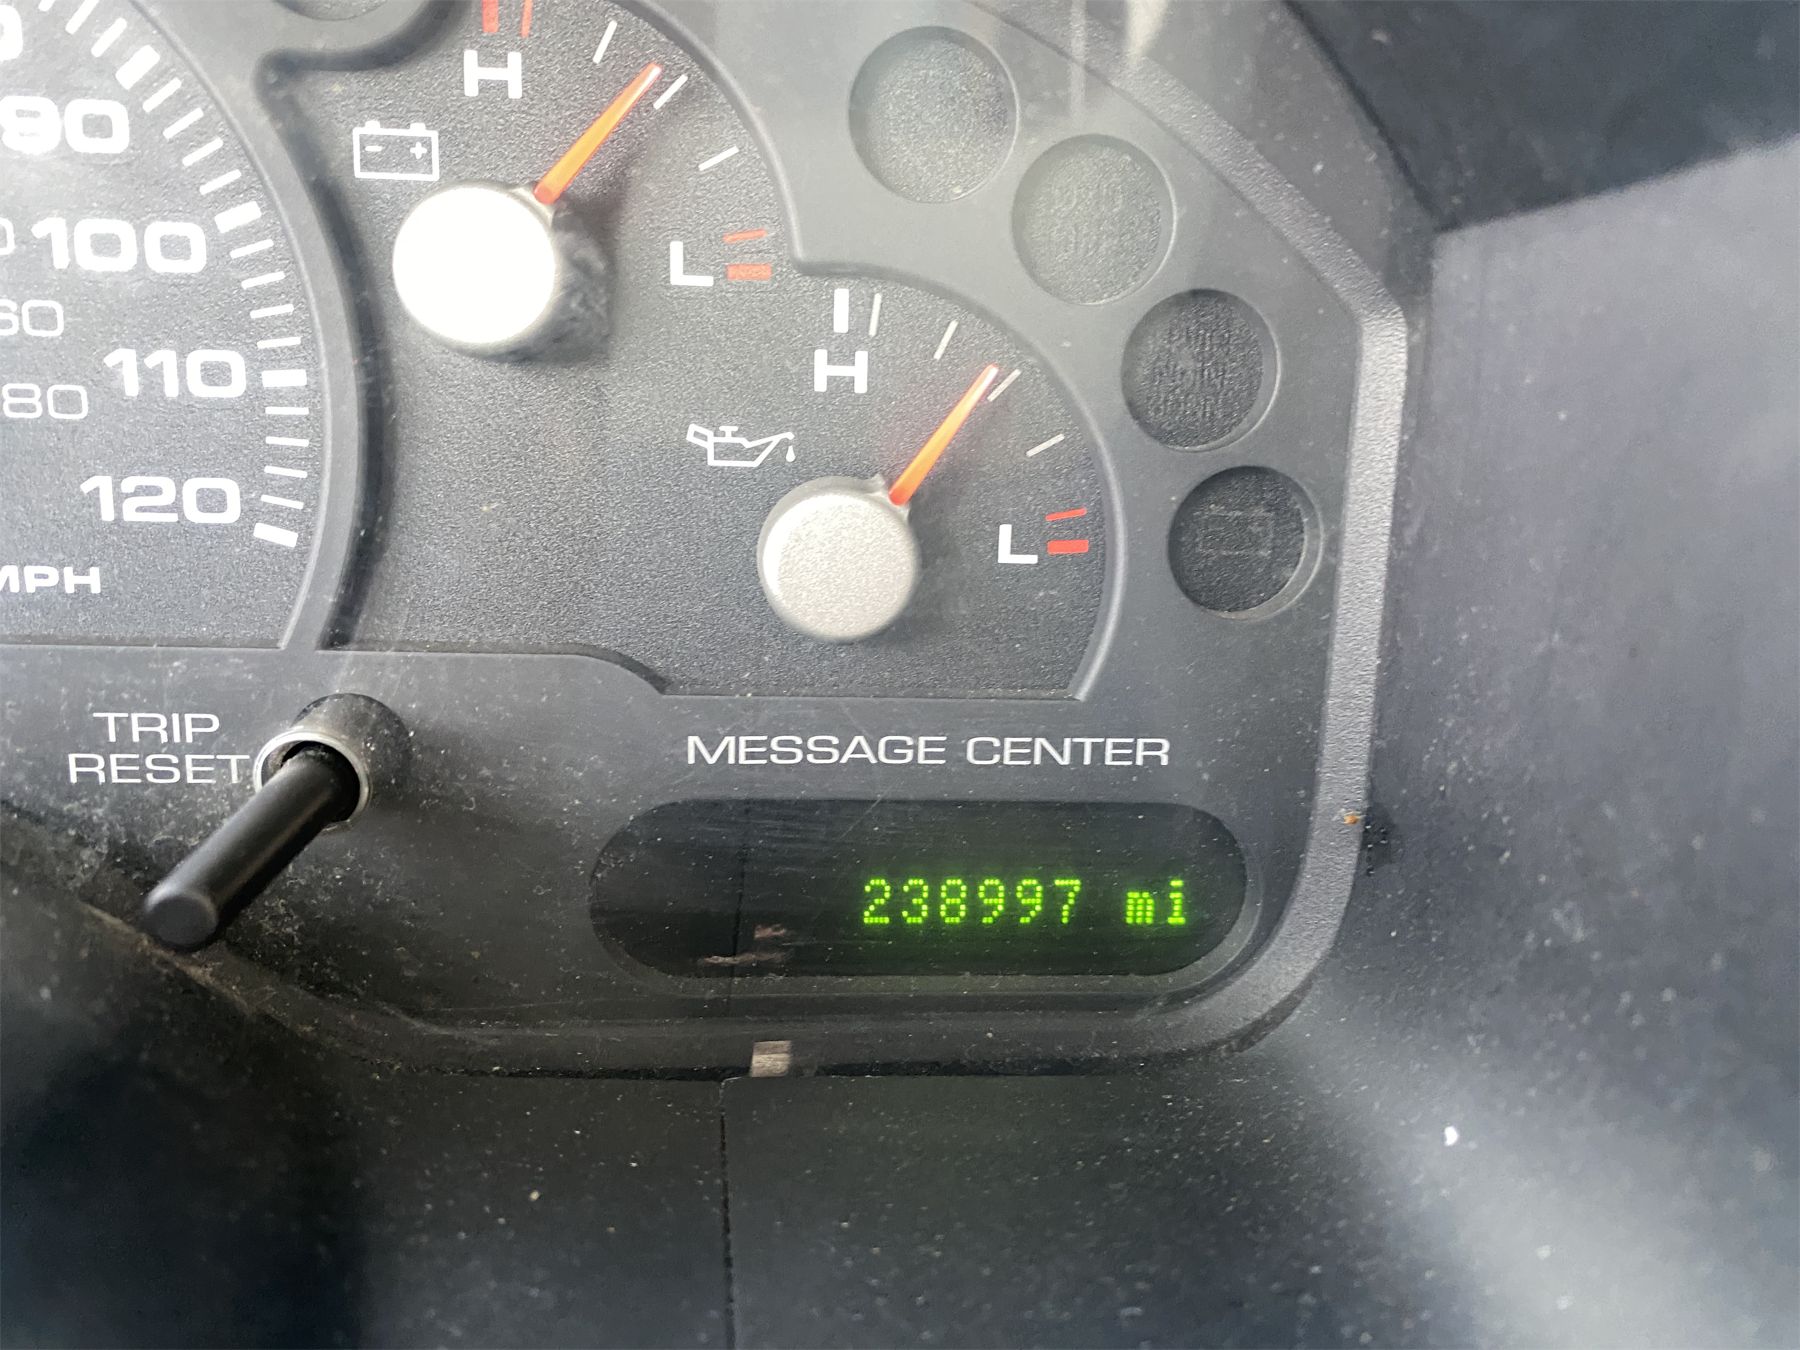 H
90
- +
100
L
60
H
110
80
120
L
MPH
TRIP
RESET
MESSAGE CENTER
238997 mi